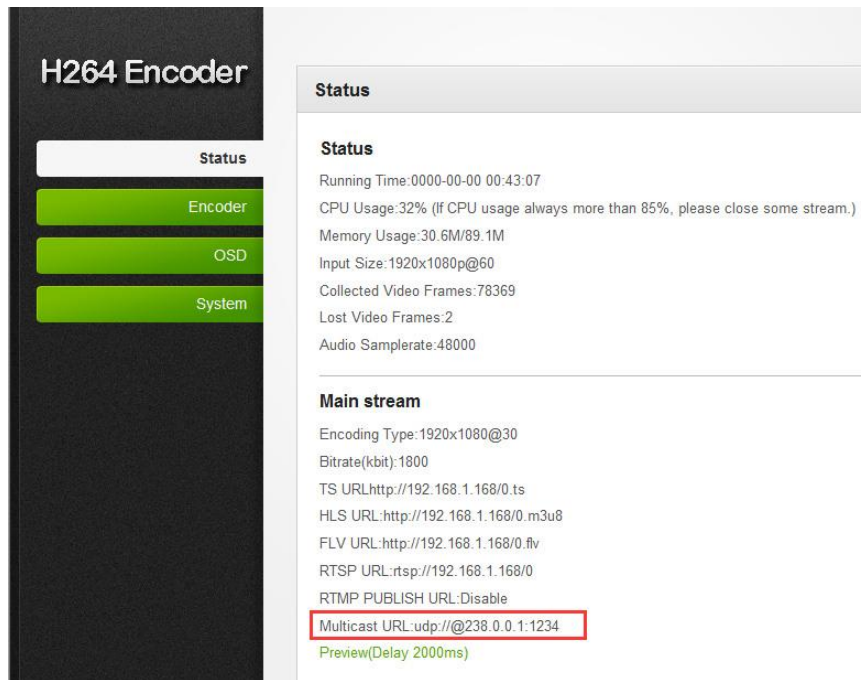 H264 Encoder
Status
Encoder
OSD
System
Status
Status
Running Time:0000-00-00 00:43:07
CPU Usage:32% (If CPU usage always more than 85%, please close some stream.)
Memory Usage:30.6M/89.1M
Input Size:1920x1080p@60
Collected Video Frames:78369
Lost Video Frames:2
Audio Samplerate:48000
Main stream
Encoding Type:1920x1080@30
Bitrate(kbit):1800
TS URLhttp://192.168.1.168/0.ts
HLS URL:http://192.168.1.168/0.m3u8
FLV URL:http://192.168.1.168/0.flv
RTSP URL:rtsp://192.168.1.168/0
RTMP PUBLISH URL:Disable
Multicast URL:udp://@238.0.0.1:1234
Preview(Delay 2000ms)